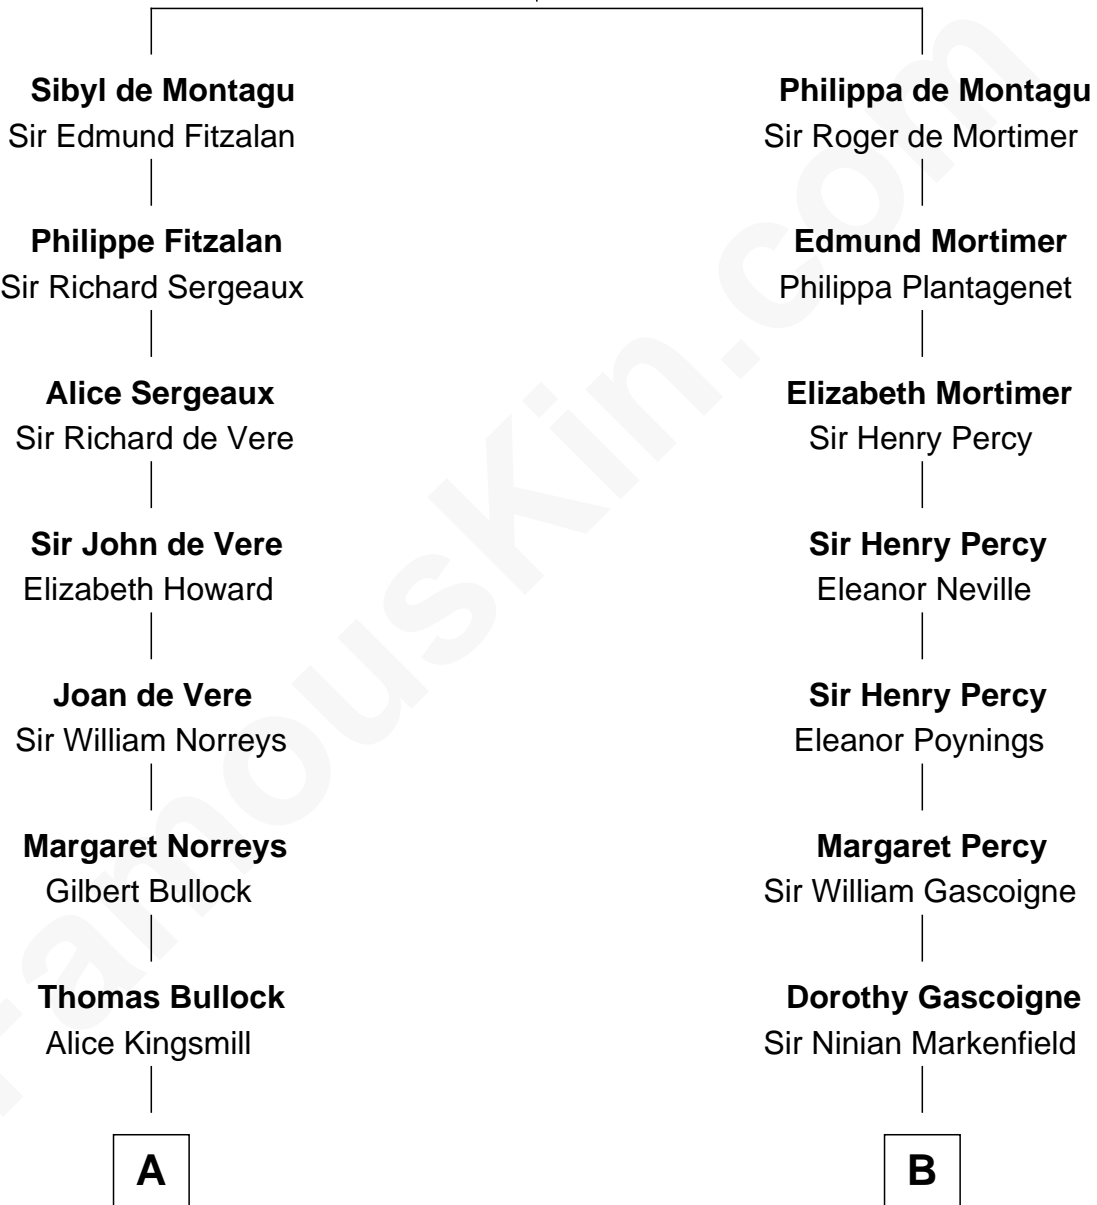 Sibyl de Montagu
Sir Edmund Fitzalan
Philippe Fitzalan
Sir Richard Sergeaux
Alice Sergeaux
Sir Richard de Vere
Sir John de Vere
Elizabeth Howard
Joan de Vere
Sir William Norreys
Margaret Norreys
Gilbert Bullock
Thomas Bullock
Alice Kingsmill
A
Philippa de Montagu
Sir Roger de Mortimer
Edmund Mortimer
Philippa Plantagenet
Elizabeth Mortimer
Sir Henry Percy
Sir Henry Percy
Eleanor Neville
Sir Henry Percy
Eleanor Poynings
Margaret Percy
Sir William Gascoigne
Dorothy Gascoigne
Sir Ninian Markenfield
B
FamousKin.com